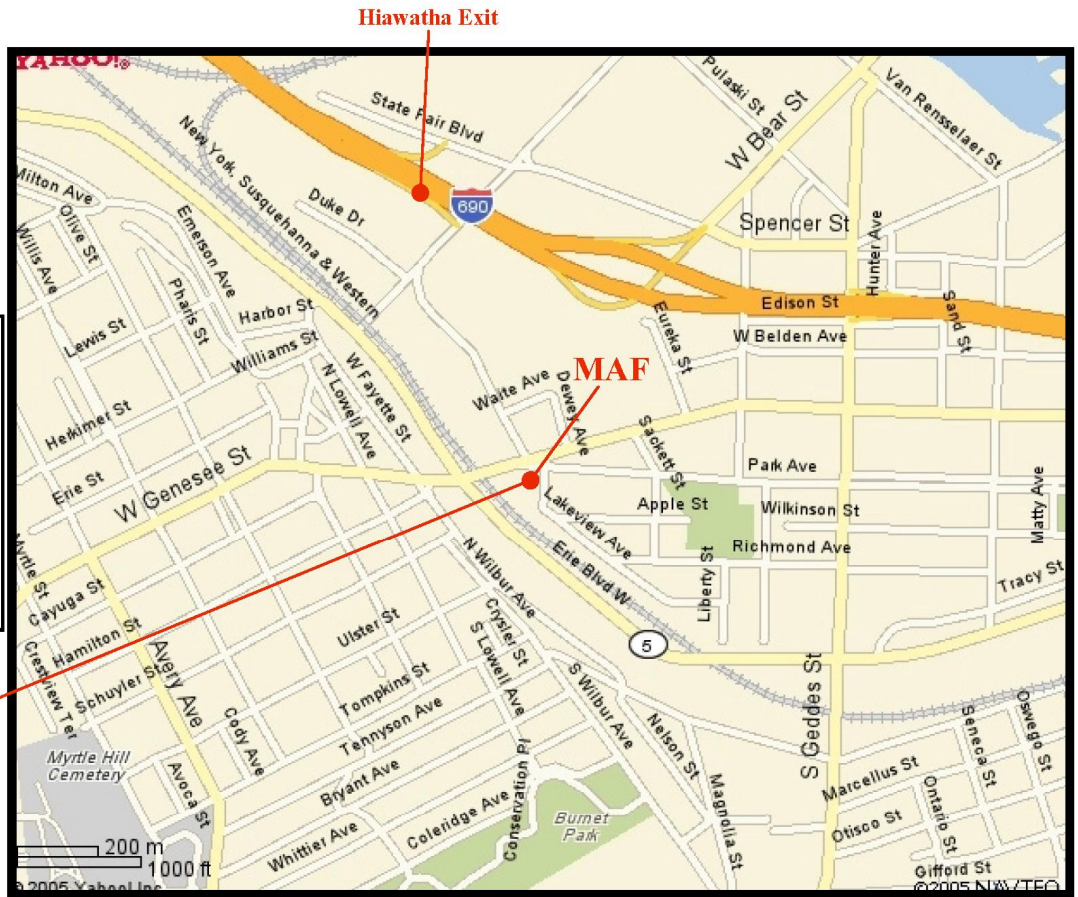 Hiawatha Exit
YAHOO!®
State Fair Blvd
Pulaski St
W Bear St
Van Rensselaer St
New York, Susquehanna & Western
Milton Ave
Olive St
Willis Ave
Emerson Ave
Duke Dr
690
Spencer St
Hunter Ave
Pharis St
Harbor St
Edison St
Sand St
Lewis St
Williams St
Eureka St
W Belden Ave
W Fayette St
N Lowell Ave
MAF
Waite Ave
Dewey Ave
Herkimer St
Sackett St
W Genesee St
Erie St
Park Ave
Lakeview Ave
Apple St
Wilkinson St
Matty Ave
Richmond Ave
Myrtle St
Cayuga St
N Wilbur Ave
Erie Blvd W
Liberty St
Tracy St
Hamilton St
Ulster St
Crysler St
S Lowell Ave
5
Crestview Ter
Schuyler St
Avery Ave
Tompkins St
S Wilbur Ave
S Geddes St
Cody Ave
Tennyson Ave
Nelson St
Seneca St
Oswego St
Myrtle Hill
Cemetery
Avoca St
Bryant Ave
Conservation Pl
Magnolia St
Marcellus St
Whittier Ave
Coleridge Ave
Burnet
Park
Ontario St
Otisco St
200 m
1000 ft
Gifford St
© 2005 Yahoo! Inc
©2005 NAVTEQ